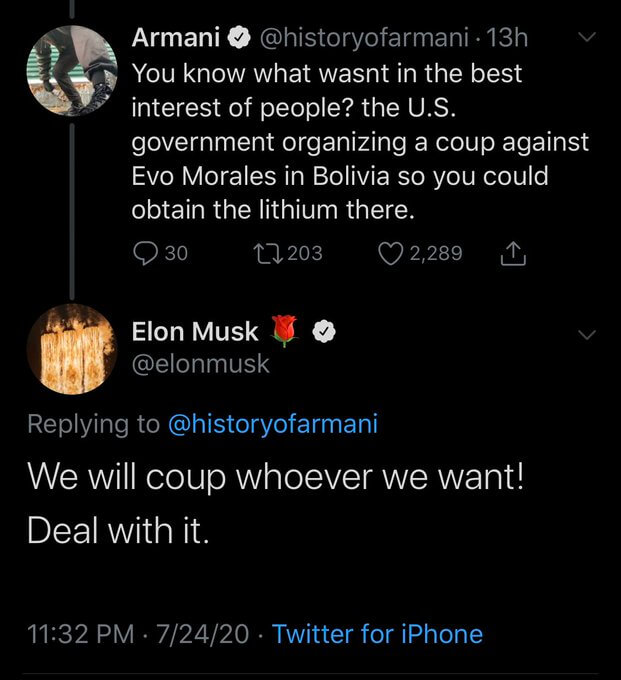 Armani @historyofarmani · 13h
You know what wasnt in the best
interest of people? the U.S.
government organizing a coup against
Evo Morales in Bolivia so you could
obtain the lithium there.
30 203 2,289
Elon Musk 🌹
@elonmusk
Replying to @historyofarmani
We will coup whoever we want!
Deal with it.
11:32 PM · 7/24/20 · Twitter for iPhone